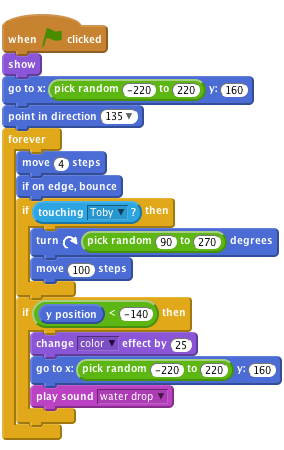 when clicked
show
go to x: pick random -220 to 220 y: 160
point in direction 135▼
forever
move 4 steps
if on edge, bounce
if touching Toby ▼ ? then
turn ↻ pick random 90 to 270 degrees
move 100 steps
if y position < -140 then
change color ▼ effect by 25
go to x: pick random -220 to 220 y: 160
play sound water drop ▼